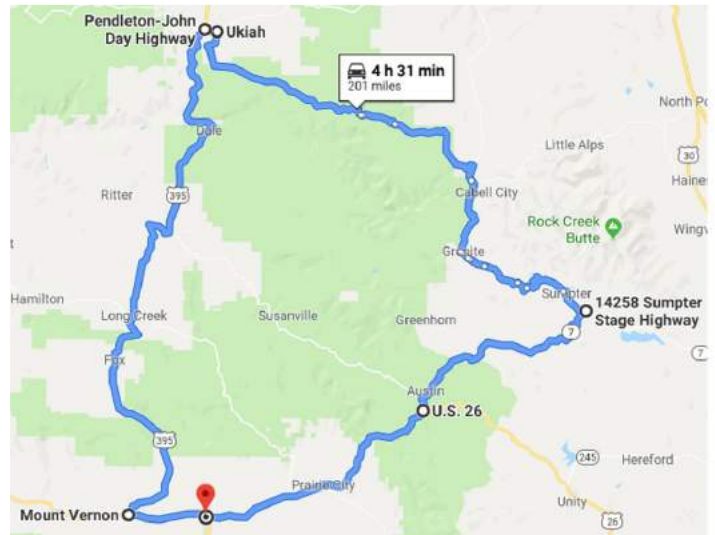 Pendleton-John
Day Highway
Ukiah
4 h 31 min
201 miles
North Po
Dale
Little Alps
30
Ritter
395
Cabell City
Haine
Rock Creek
Butte
Wingv
Granite
Hamilton
Sumpter
14258 Sumpter
Stage Highway
Long Creek
Susanville
Greenhorn
7
7
Fox
Austin
U.S. 26
395
245
Hereford
Prairie City
Unity
Mount Vernon
26